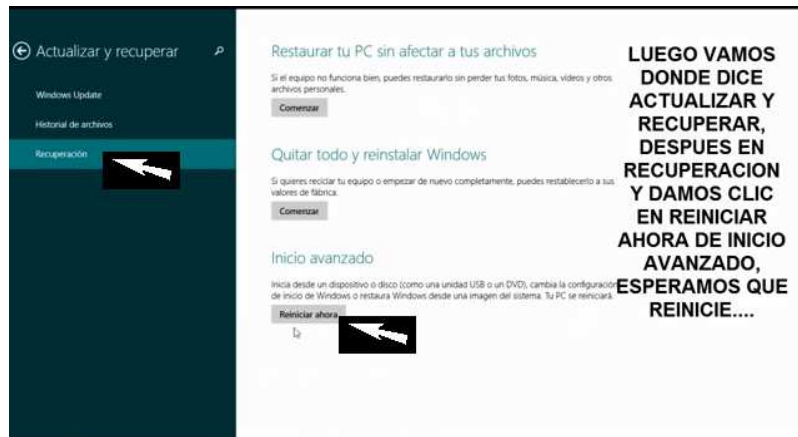 Actualizar y recuperar
Windows Update
Historial de archivos
Recuperación
Restaurar tu PC sin afectar a tus archivos
Si el equipo no funciona bien, puedes restaurarlo sin perder tus fotos, música, vídeos y otros
archivos personales.
Comenzar
Quitar todo y reinstalar Windows
Si quieres reciclar tu equipo o empezar de nuevo completamente, puedes restablecerlo a sus
valores de fábrica.
Comenzar
Inicio avanzado
Inicia desde un dispositivo o disco (como una unidad USB o un DVD), cambia la configuración
de inicio de Windows o restaura Windows desde una imagen del sistema. Tu PC se reiniciará.
Reiniciar ahora
LUEGO VAMOS
DONDE DICE
ACTUALIZAR Y
RECUPERAR,
DESPUES EN
RECUPERACION
Y DAMOS CLIC
EN REINICIAR
AHORA DE INICIO
AVANZADO,
ESPERAMOS QUE
REINICIE....